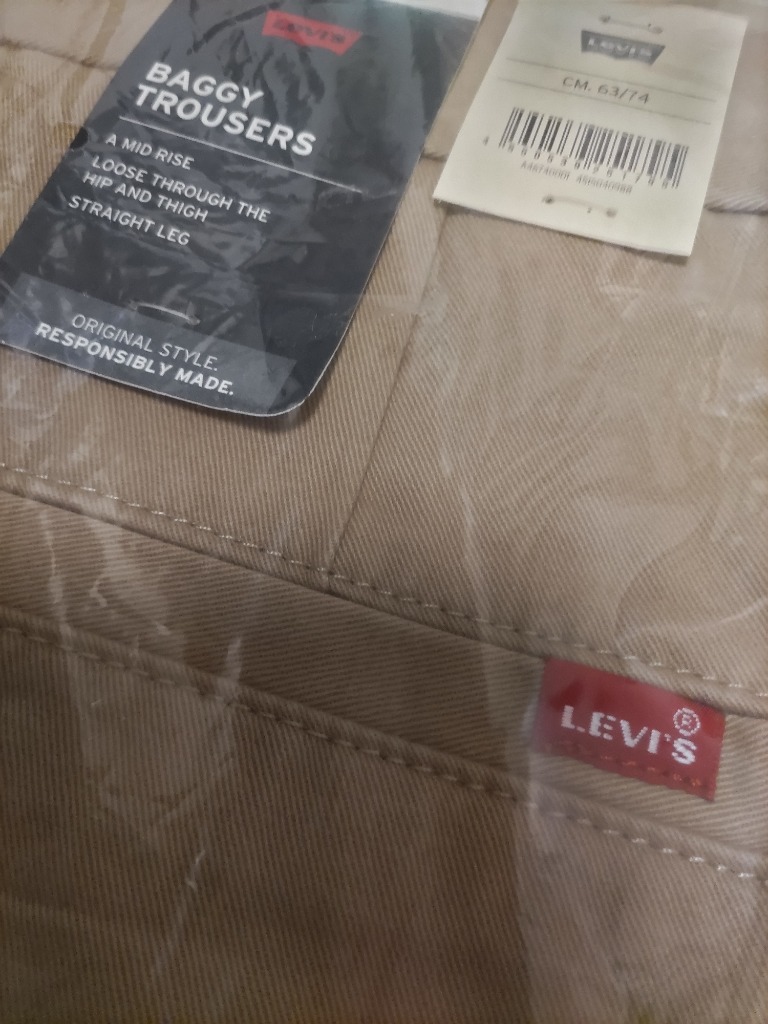 LEVI'S
BAGGY
TROUSERS
A MID RISE
LOOSE THROUGH THE
HIP AND THIGH
STRAIGHT LEG
ORIGINAL STYLE.
RESPONSIBLY MADE.
LEVI'S
CM. 63/74
LEVI'S ®